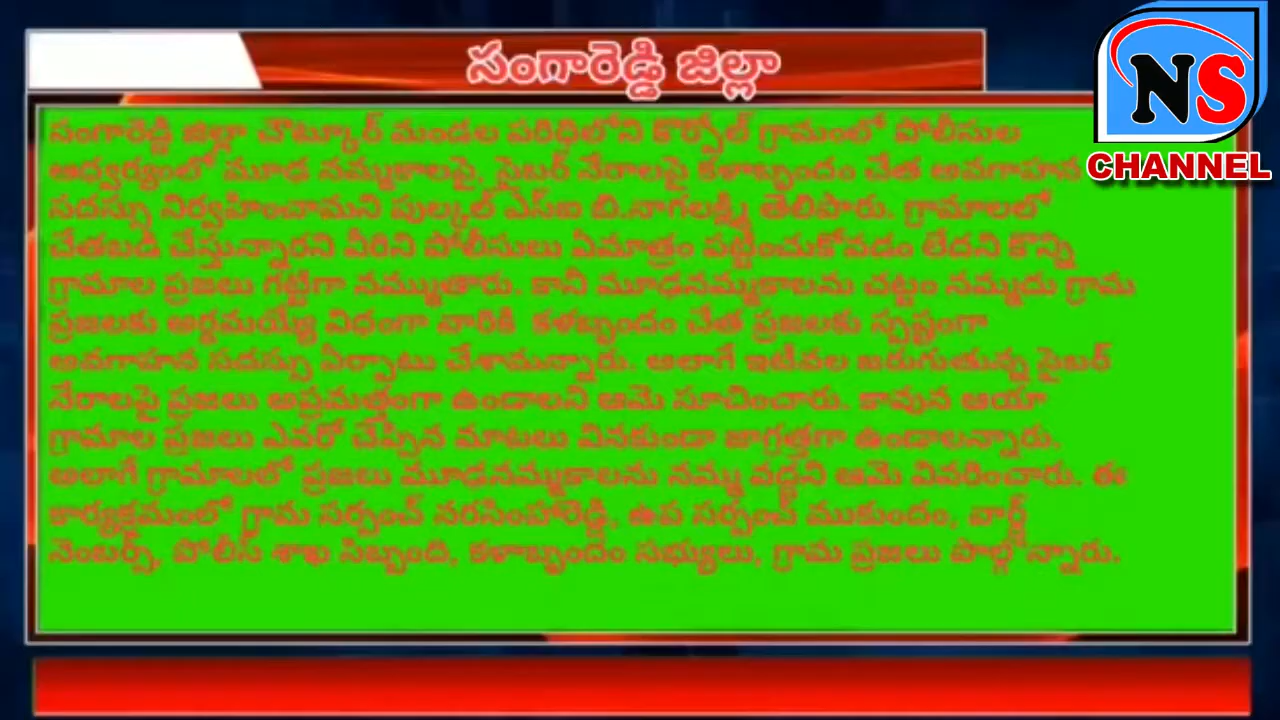 సంగారెడ్డి జిల్లా
NS
CHANNEL
సంగారెడ్డి జిల్లా చౌట్కూర్ మండల పరిధిలోని కొర్పోల్ గ్రామంలో పోలీసుల
ఆధ్వర్యంలో మూఢ నమ్మకాలపై, సైబర్ నేరాలపై కళాబృందం చేత అవగాహన
సదస్సు నిర్వహించామని పుల్కల్ ఎస్ఐ బి.నాగలక్ష్మి తెలిపారు. గ్రామాలలో
చేతబడి చేస్తున్నారని వీరిని పోలీసులు ఏమాత్రం పట్టించుకోవడం లేదని కొన్ని
గ్రామాల ప్రజలు గట్టిగా నమ్ముతారు. కానీ మూఢనమ్మకాలను చట్టం నమ్మదు గ్రామ
ప్రజలకు అర్థమయ్యే విధంగా వారికి కళబృందం చేత ప్రజలకు స్పష్టంగా
అవగాహన సదస్సు ఏర్పాటు చేశామన్నారు. అలాగే ఇటీవల జరుగుతున్న సైబర్
నేరాలపై ప్రజలు అప్రమత్తంగా ఉండాలని ఆమె సూచించారు. కావున ఆయా
గ్రామాల ప్రజలు ఎవరో చెప్పిన మాటలు వినకుండా జాగ్రత్తగా ఉండాలన్నారు.
అలాగే గ్రామాలలో ప్రజలు మూఢనమ్మకాలను నమ్మ వద్దని ఆమె వివరించారు. ఈ
కార్యక్రమంలో గ్రామ సర్పంచ్ నరసింహారెడ్డి, ఉప సర్పంచ్ ముకుందం, వార్డ్
మెంబర్స్, పోలీస్ శాఖ సిబ్బంది, కళాబృందం సభ్యులు, గ్రామ ప్రజలు పాల్గొన్నారు.